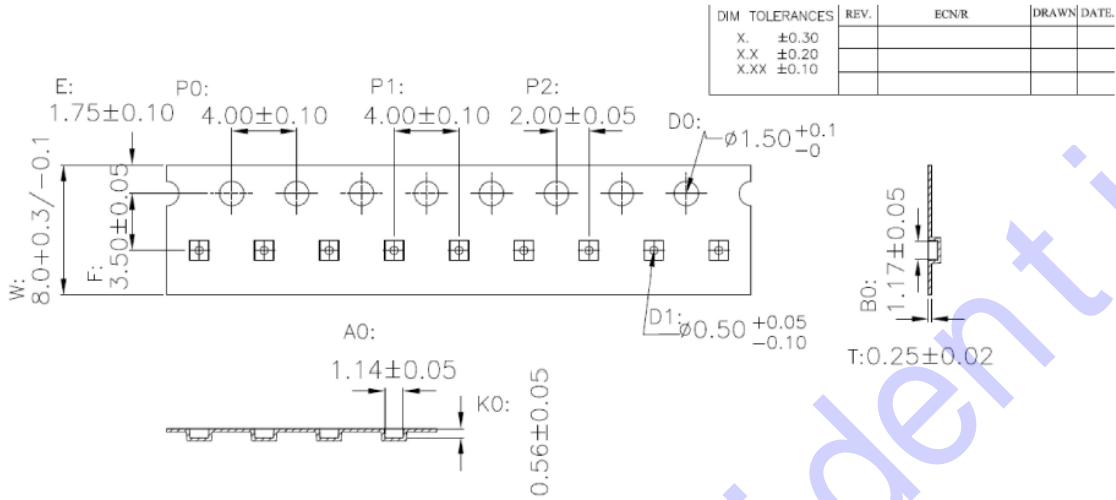 DIM TOLERANCES
X. ±0.30
X.X ±0.20
X.XX ±0.10
REV. ECN/R DRAWN DATE.
E:
1.75±0.10
P0:
4.00±0.10
P1:
4.00±0.10
P2:
2.00±0.05
D0:
ø1.50 +0.1
-0
W:
8.0+0.3/-0.1
F:
3.50±0.05
D1: ø0.50 +0.05
-0.10
B0:
1.17±0.05
T:0.25±0.02
A0:
1.14±0.05
K0:
0.56±0.05
dent i